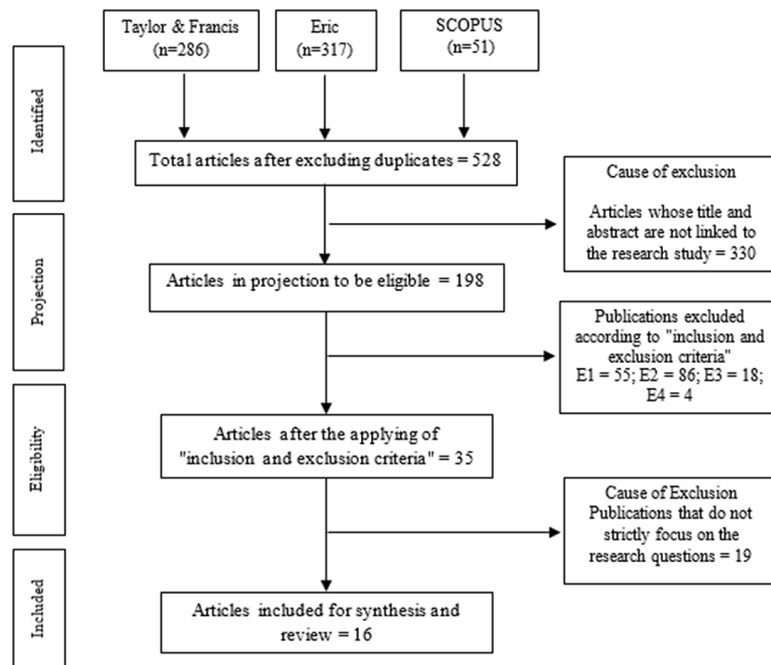 Taylor & Francis
(n=286)
Eric
(n=317)
SCOPUS
(n=51)
Identified
Total articles after excluding duplicates = 528
Cause of exclusion
Articles whose title and
abstract are not linked to
the research study = 330
Projection
Articles in projection to be eligible = 198
Publications excluded
according to "inclusion and
exclusion criteria"
E1 = 55; E2 = 86; E3 = 18;
E4 = 4
Eligibility
Articles after the applying of
"inclusion and exclusion criteria" = 35
Cause of Exclusion
Publications that do not
strictly focus on the
research questions = 19
Included
Articles included for synthesis and
review = 16